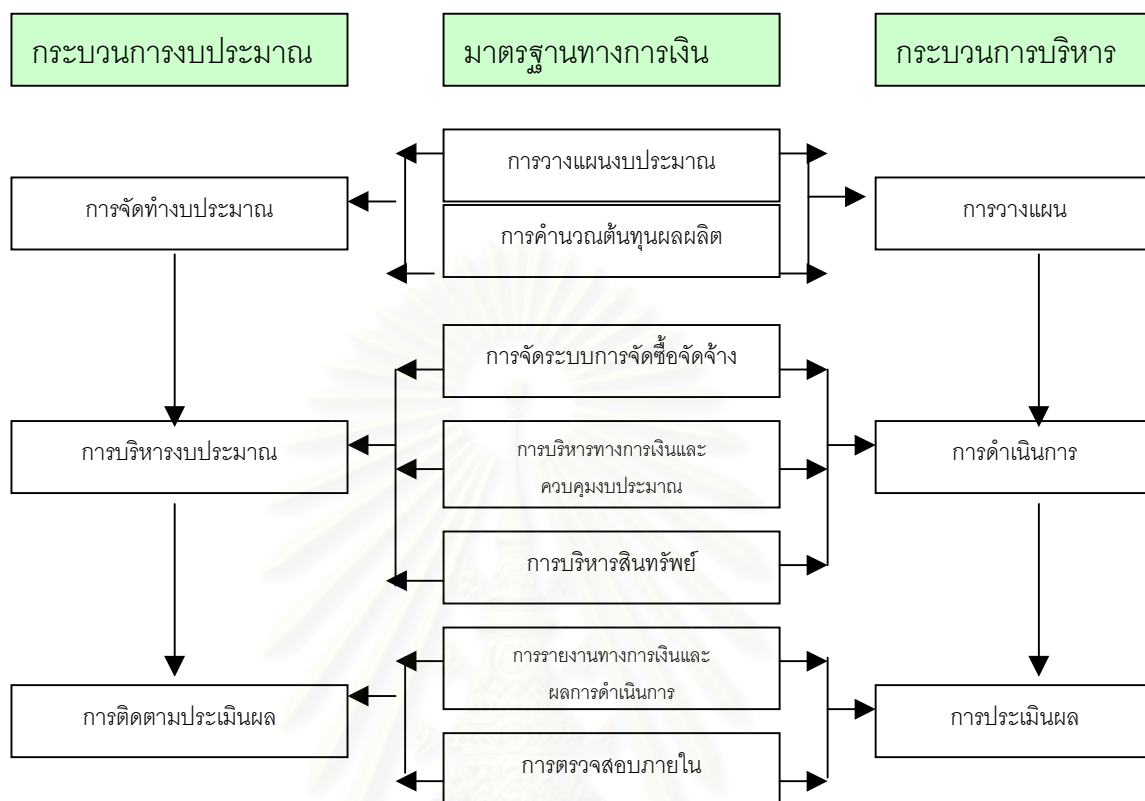 กระบวนการงบประมาณ
มาตรฐานทางการเงิน
กระบวนการบริหาร
การวางแผนงบประมาณ
การจัดทำงบประมาณ
การวางแผน
การคำนวณต้นทุนผลผลิต
การจัดระบบการจัดซื้อจัดจ้าง
การบริหารงบประมาณ
การบริหารทางการเงินและ
ควบคุมงบประมาณ
การดำเนินการ
การบริหารสินทรัพย์
การรายงานทางการเงินและ
ผลการดำเนินการ
การติดตามประเมินผล
การประเมินผล
การตรวจสอบภายใน